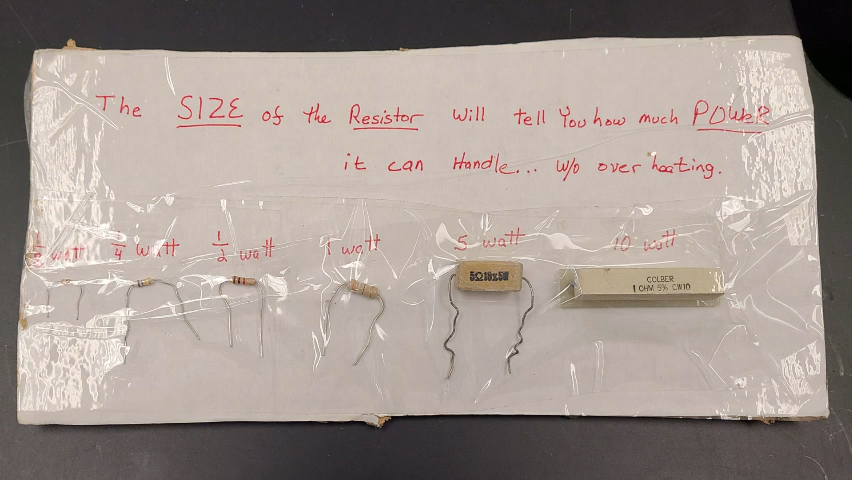 The SIZE of the Resistor will tell You how much POWER
it can Handle... w/o over heating.
1/8 watt 1/4 watt 1/2 watt 1 watt 5 watt 10 watt
5Ω10%5W
COLBER
1 OHM 5% CW10